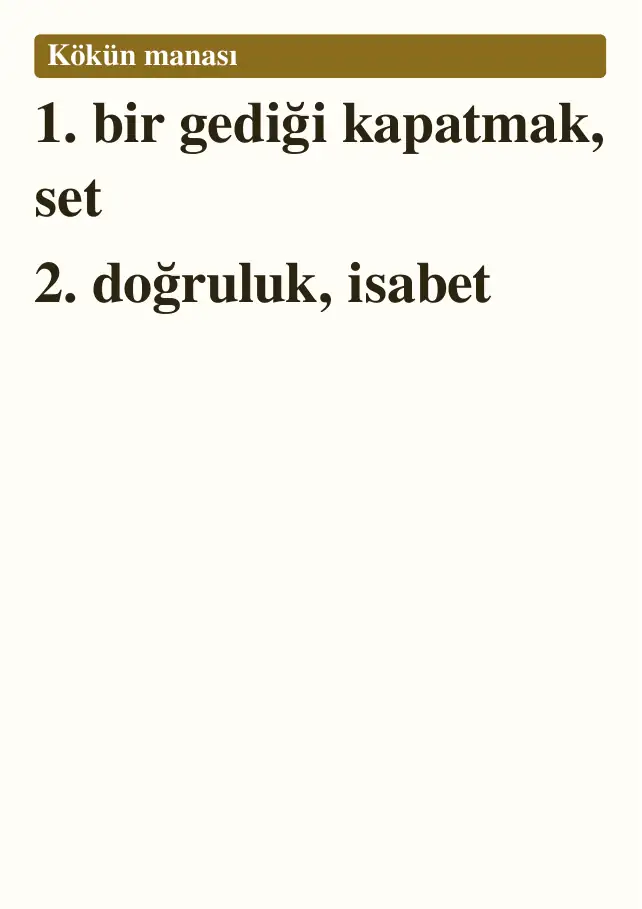 Kökün manası
1. bir gediği kapatmak,
set
2. doğruluk, isabet